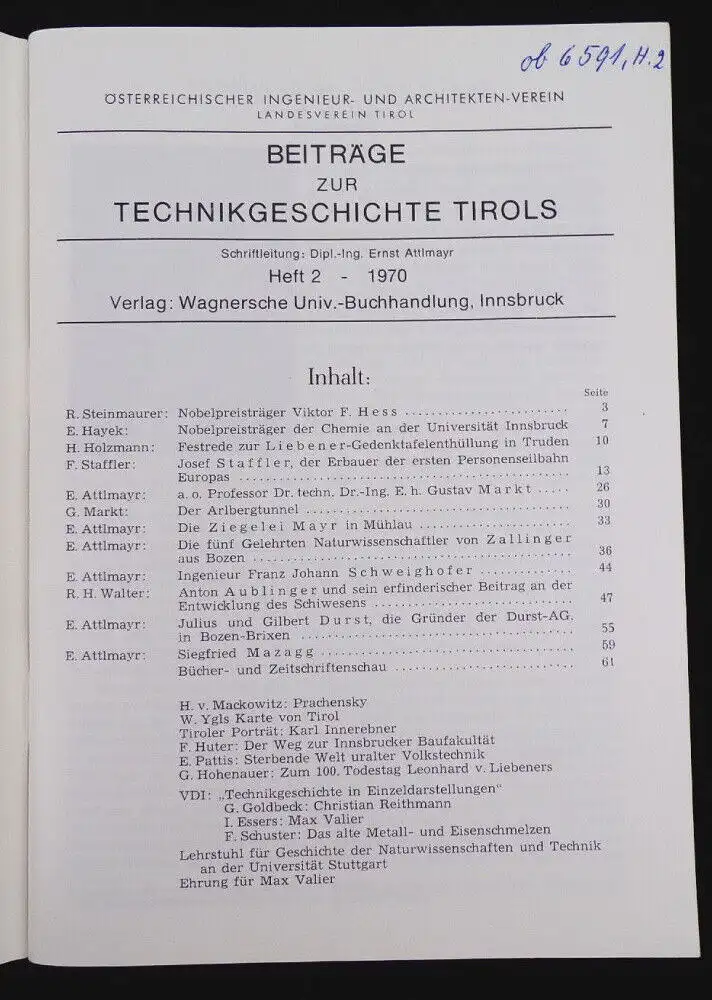 ob 6591, H.2
ÖSTERREICHISCHER INGENIEUR- UND ARCHITEKTEN-VEREIN
LANDESVEREIN TIROL
BEITRÄGE
ZUR
TECHNIKGESCHICHTE TIROLS
Schriftleitung: Dipl.-Ing. Ernst Attlmayr
Heft 2 - 1970
Verlag: Wagnersche Univ.-Buchhandlung, Innsbruck
Inhalt:
Seite
R. Steinmaurer: Nobelpreisträger Viktor F. Hess ........................ 3
E. Hayek: Nobelpreisträger der Chemie an der Universität Innsbruck 7
H. Holzmann: Festrede zur Liebener-Gedenktafelenthüllung in Truden 10
F. Staffler: Josef Staffler, der Erbauer der ersten Personenseilbahn
Europas ........................ 13
E. Attlmayr: a. o. Professor Dr. techn. Dr.-Ing. E. h. Gustav Markt ..... 26
G. Markt: Der Arlbergtunnel ........................ 30
E. Attlmayr: Die Ziegelei Mayr in Mühlau ........................ 33
E. Attlmayr: Die fünf Gelehrten Naturwissenschaftler von Zallinger
aus Bozen ........................ 36
E. Attlmayr: Ingenieur Franz Johann Schweighofer ............... 44
R. H. Walter: Anton Aublinger und sein erfinderischer Beitrag an der
Entwicklung des Schiwesens ........................ 47
E. Attlmayr: Julius und Gilbert Durst, die Gründer der Durst-AG.
in Bozen-Brixen ........................ 55
E. Attlmayr: Siegfried Mazagg ........................ 59
Bücher- und Zeitschriftenschau ........................ 61
H. v. Mackowitz: Prachensky
W. Ygls Karte von Tirol
Tiroler Porträt: Karl Innerebner
F. Huter: Der Weg zur Innsbrucker Baufakultät
E. Pattis: Sterbende Welt uralter Volkstechnik
G. Hohenauer: Zum 100. Todestag Leonhard v. Liebeners
VDI: „Technikgeschichte in Einzeldarstellungen"
G. Goldbeck: Christian Reithmann
I. Essers: Max Valier
F. Schuster: Das alte Metall- und Eisenschmelzen
Lehrstuhl für Geschichte der Naturwissenschaften und Technik
an der Universität Stuttgart
Ehrung für Max Valier